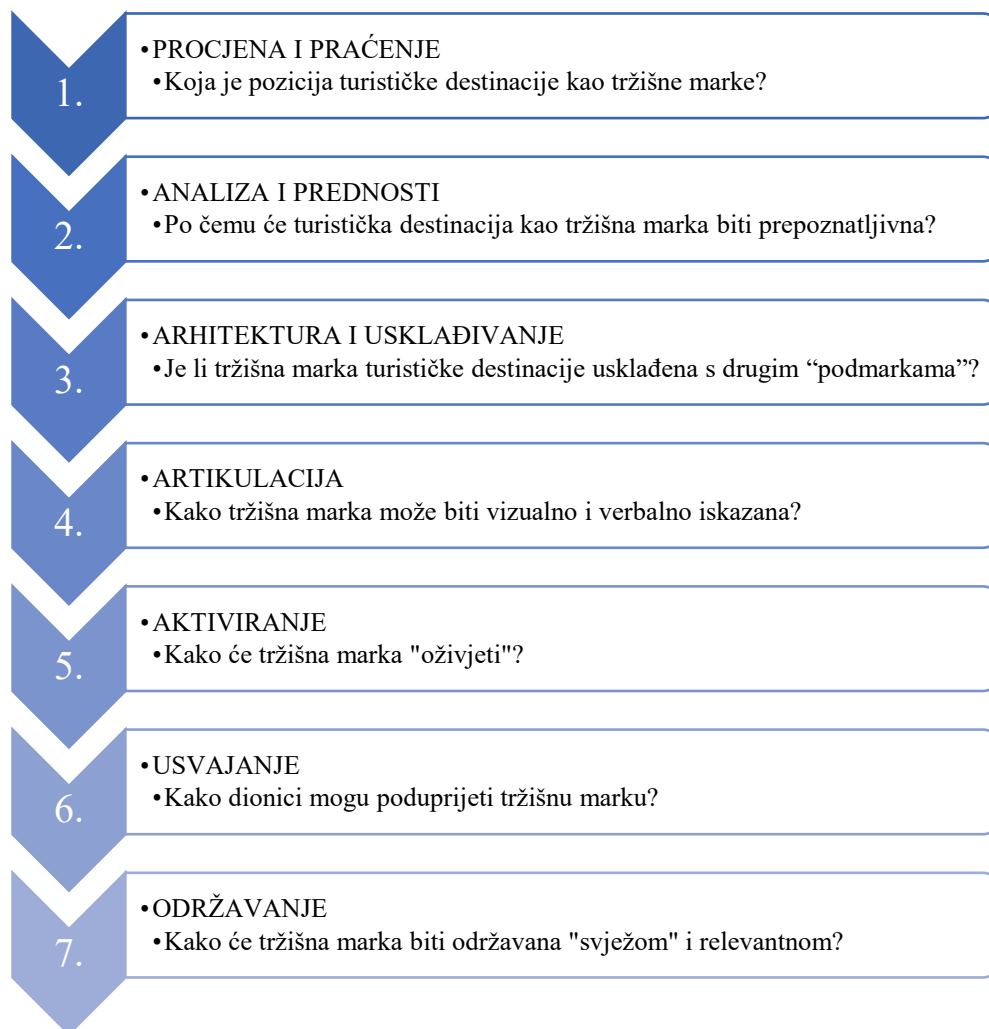 1.
•PROCJENA I PRAĆENJE
•Koja je pozicija turističke destinacije kao tržišne marke?
2.
•ANALIZA I PREDNOSTI
•Po čemu će turistička destinacija kao tržišna marka biti prepoznatljivna?
3.
•ARHITEKTURA I USKLAĐIVANJE
•Je li tržišna marka turističke destinacije usklađena s drugim “podmarkama”?
4.
•ARTIKULACIJA
•Kako tržišna marka može biti vizualno i verbalno iskazana?
5.
•AKTIVIRANJE
•Kako će tržišna marka "oživjeti"?
6.
•USVAJANJE
•Kako dionici mogu poduprijeti tržišnu marku?
7.
•ODRŽAVANJE
•Kako će tržišna marka biti održavana "svježom" i relevantnom?